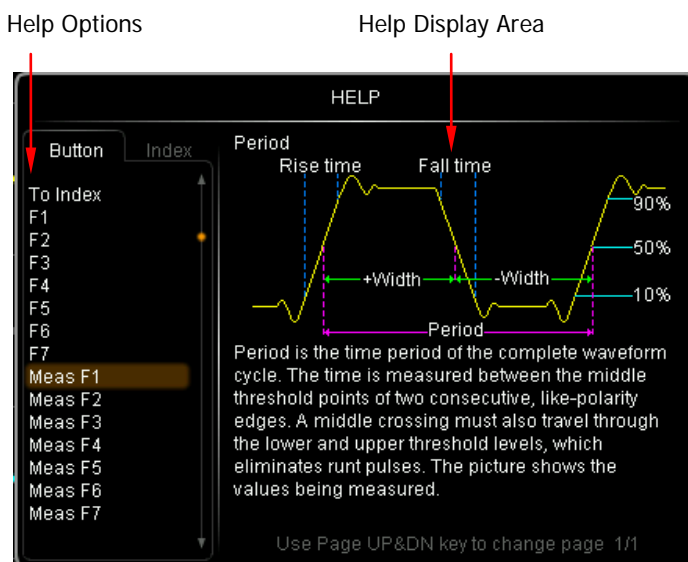 Help Options
Help Display Area
HELP
Button
Index
To Index
F1
F2
F3
F4
F5
F6
F7
Meas F1
Meas F2
Meas F3
Meas F4
Meas F5
Meas F6
Meas F7
Period
Rise time
Fall time
90%
50%
+Width
-Width
10%
Period
Period is the time period of the complete waveform
cycle. The time is measured between the middle
threshold points of two consecutive, like-polarity
edges. A middle crossing must also travel through
the lower and upper threshold levels, which
eliminates runt pulses. The picture shows the
values being measured.
Use Page UP&DN key to change page 1/1